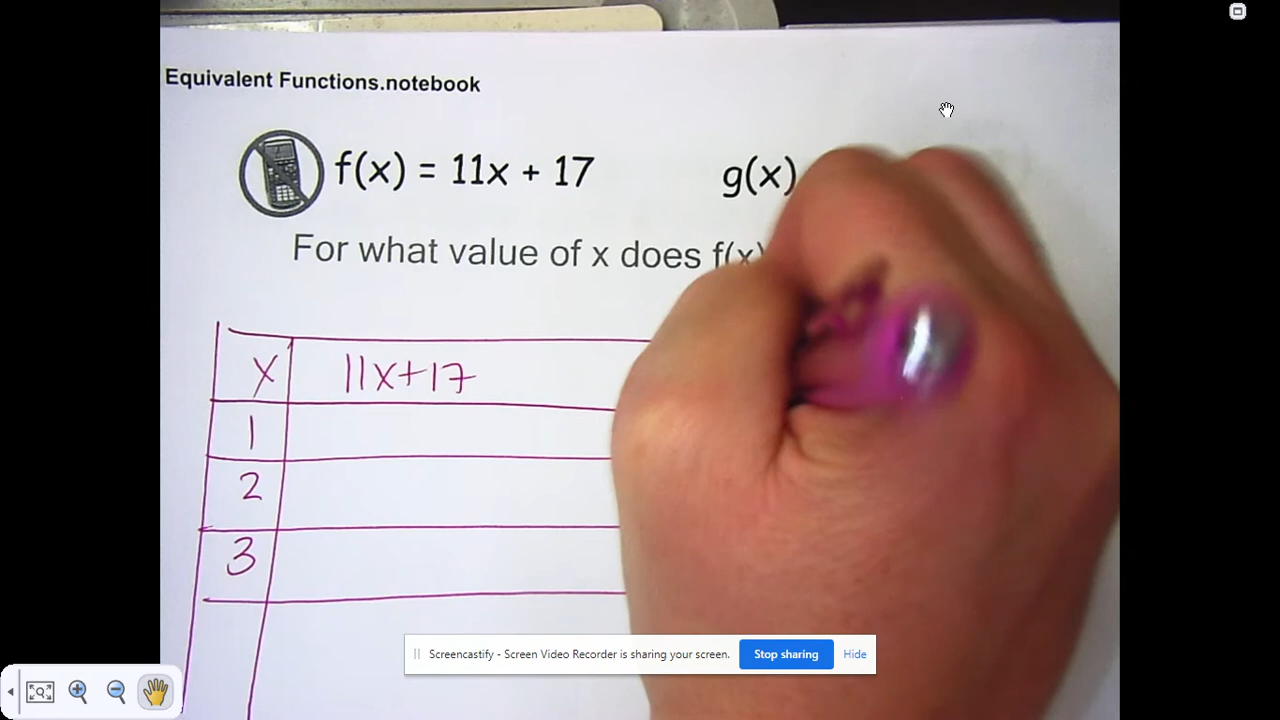 Equivalent Functions.notebook
f(x) = 11x + 17 g(x)
For what value of x does f(x)
x 11x+17
1
2
3
Screencastify - Screen Video Recorder is sharing your screen. Stop sharing Hide